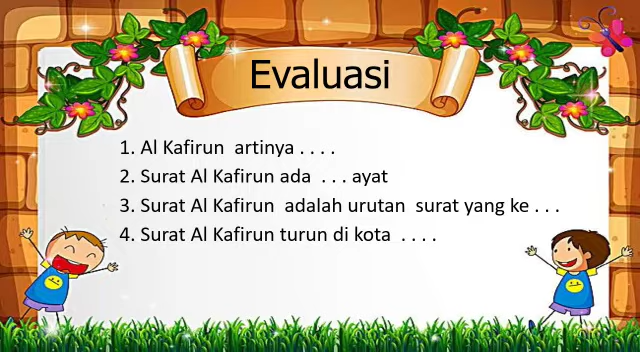 Evaluasi
1. Al Kafirun artinya . . . .
2. Surat Al Kafirun ada . . . ayat
3. Surat Al Kafirun adalah urutan surat yang ke . . .
4. Surat Al Kafirun turun di kota . . . .